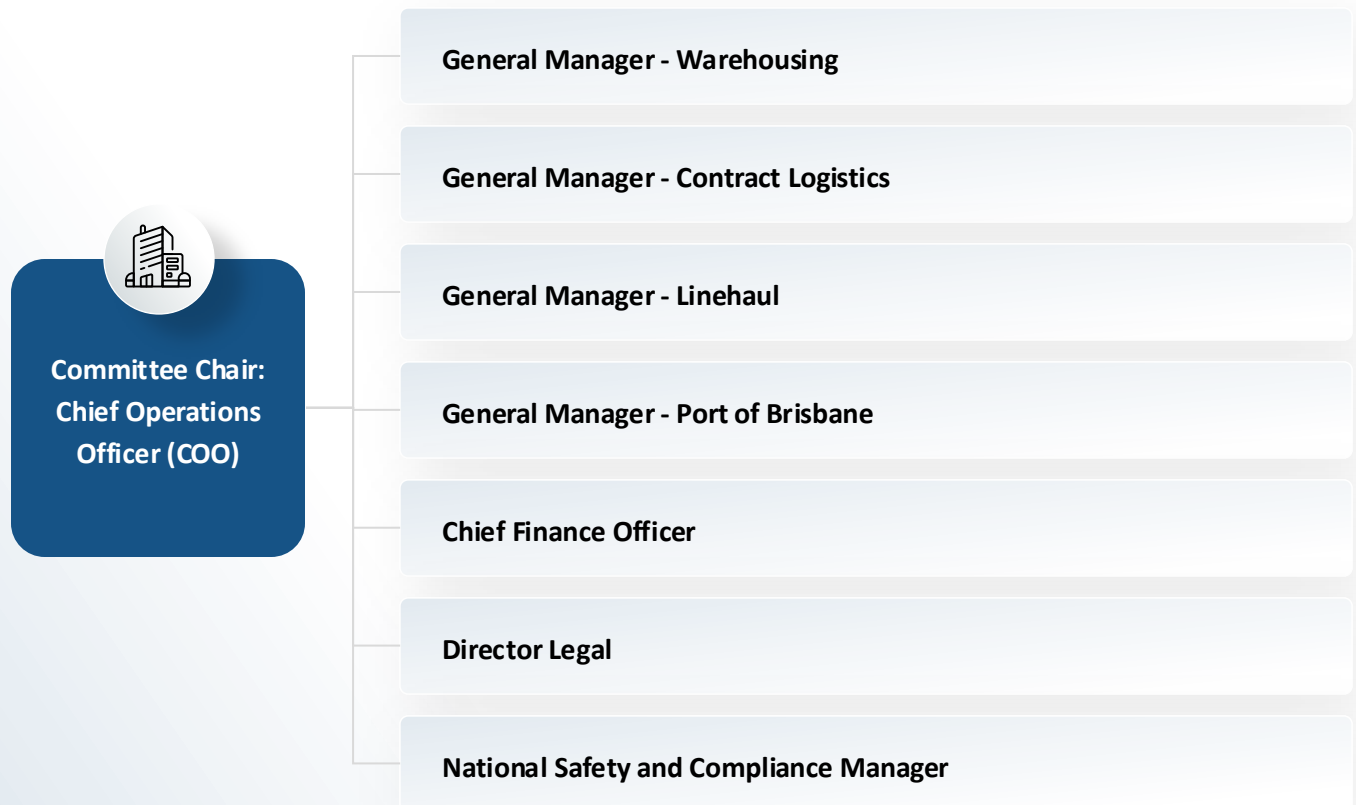 Committee Chair:
Chief Operations
Officer (COO)
General Manager - Warehousing
General Manager - Contract Logistics
General Manager - Linehaul
General Manager - Port of Brisbane
Chief Finance Officer
Director Legal
National Safety and Compliance Manager